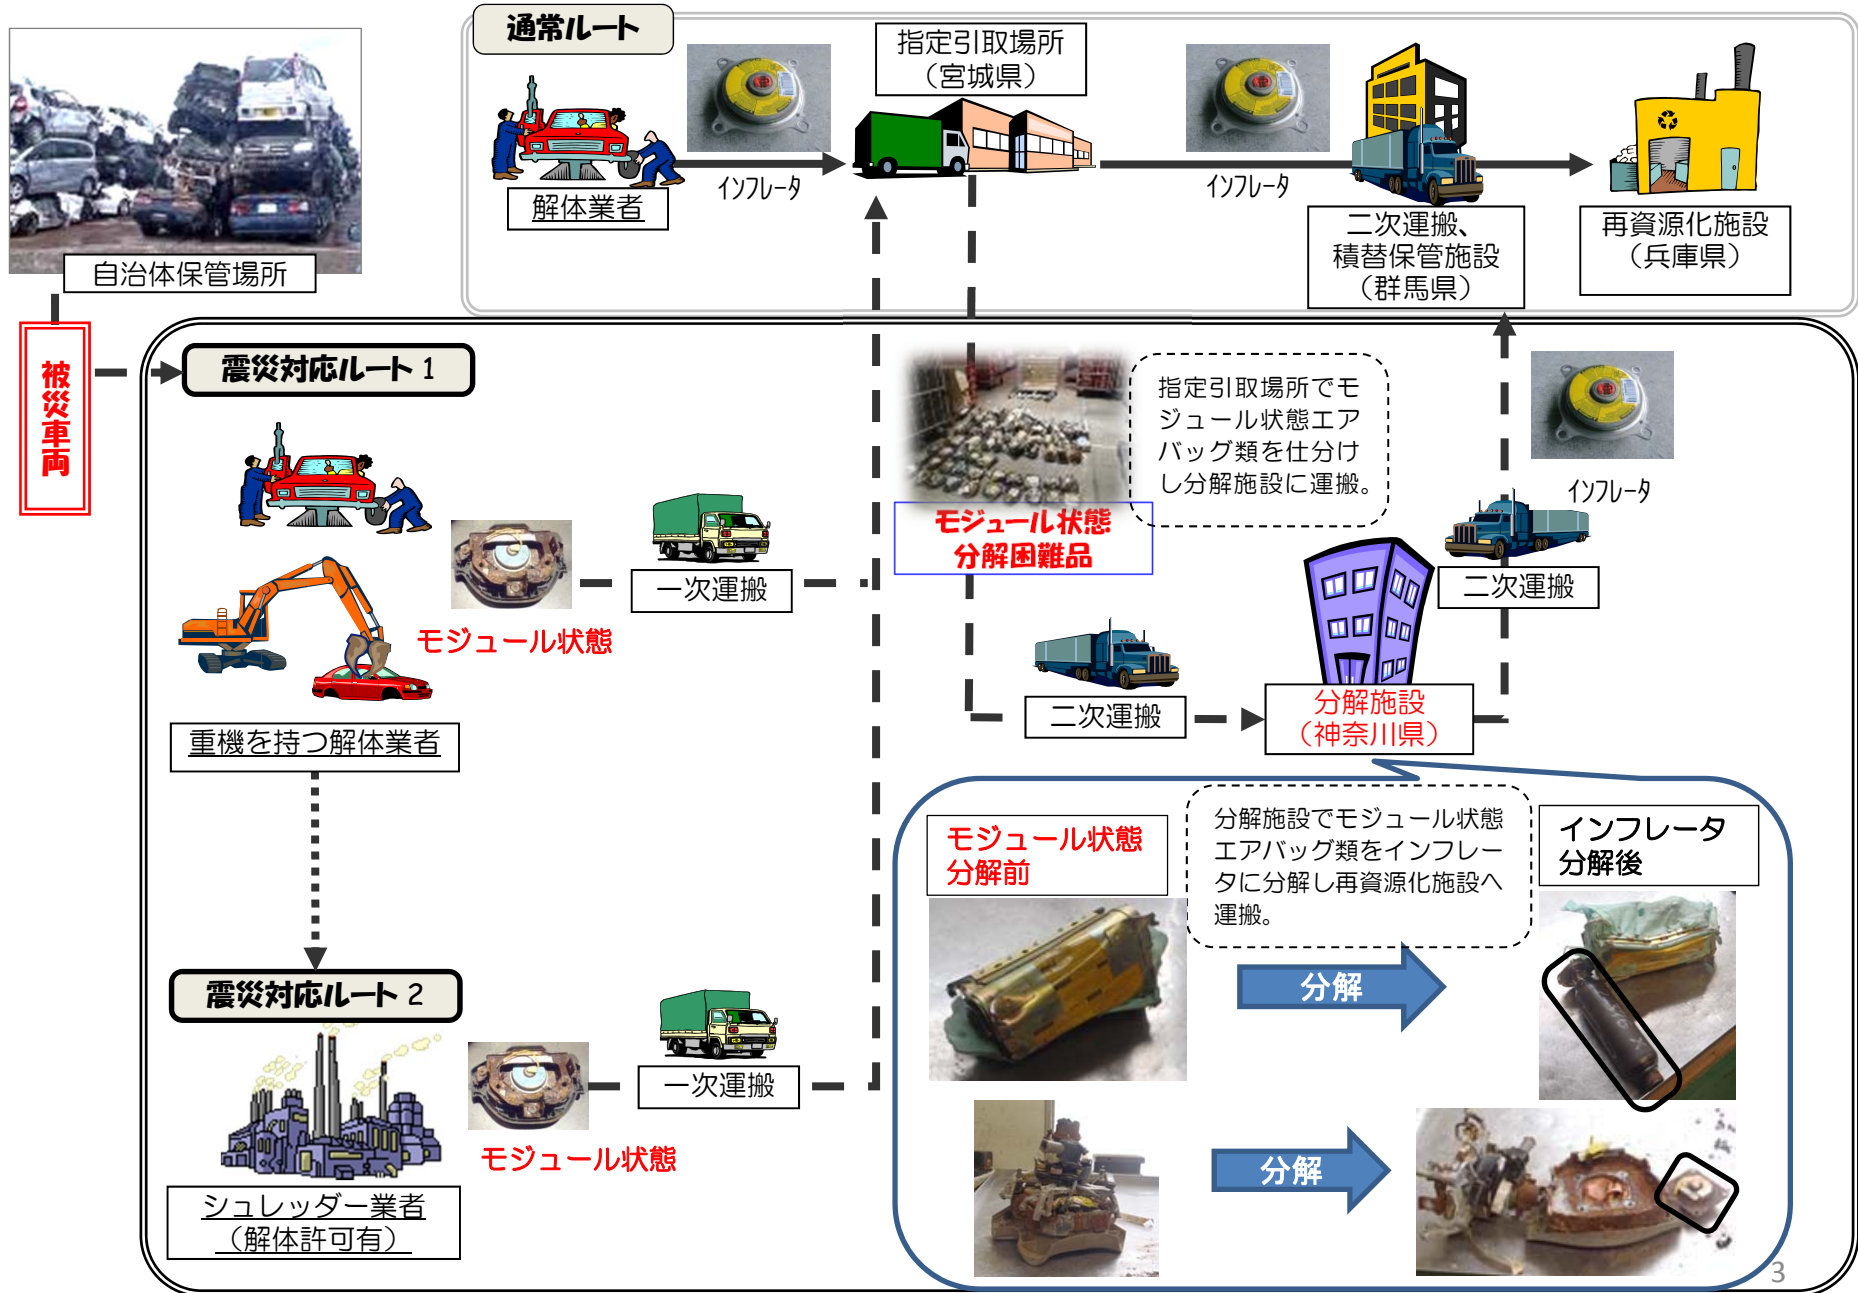 通常ルート
指定引取場所
（宮城県）
インフレータ
インフレータ
解体業者
二次運搬、
積替保管施設
（群馬県）
再資源化施設
（兵庫県）
自治体保管場所
被災車両
震災対応ルート 1
指定引取場所でモ
ジュール状態エア
バッグ類を仕分け
し分解施設に運搬。
インフレータ
モジュール状態
分解困難品
一次運搬
モジュール状態
二次運搬
二次運搬
分解施設
（神奈川県）
重機を持つ解体業者
モジュール状態
分解前
分解施設でモジュール状態
エアバッグ類をインフレー
タに分解し再資源化施設へ
運搬。
インフレータ
分解後
分解
震災対応ルート 2
一次運搬
モジュール状態
分解
シュレッダー業者
（解体許可有）
3